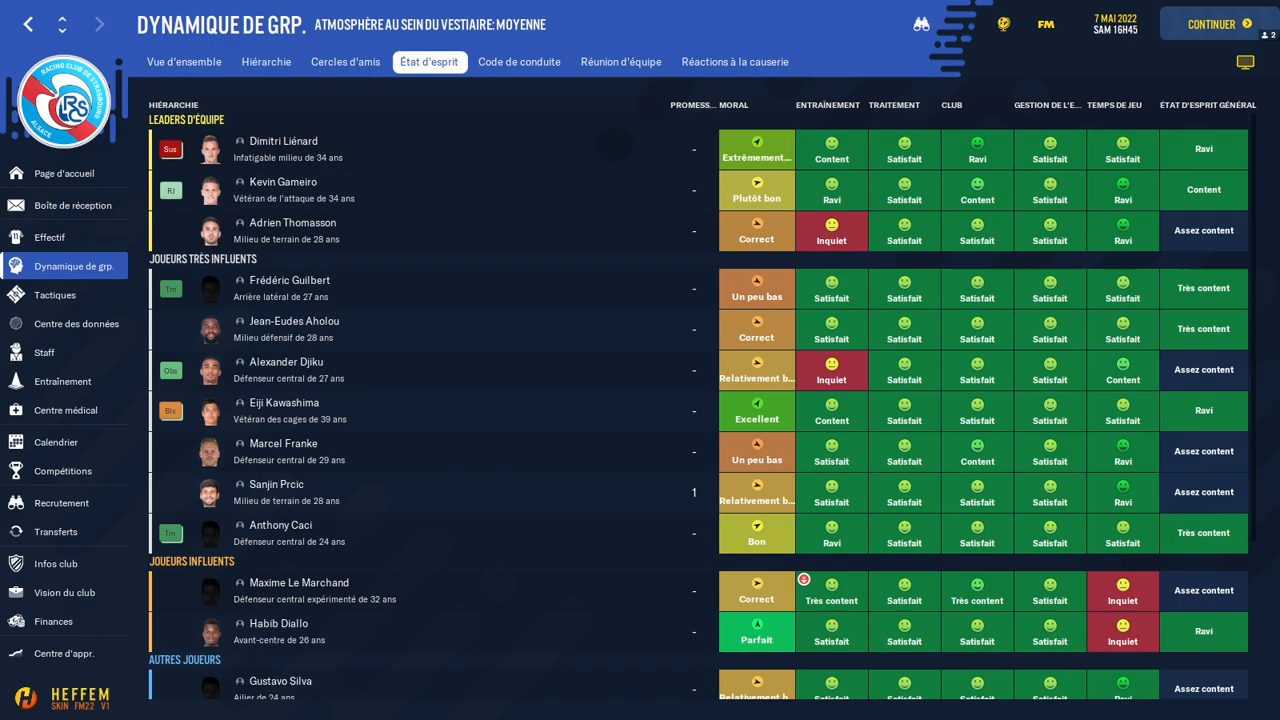 DYNAMIQUE DE GRP. ATMOSPHÈRE AU SEIN DU VESTIAIRE: MOYENNE
FM
7 MAI 2022
SAM 16H45
CONTINUER
2
Vue d'ensemble Hiérarchie Cercles d'amis État d'esprit Code de conduite Réunion d'équipe Réactions à la causerie
RACING CLUB DE STRASBOURG
ALSACE
RCS
Page d'accueil
Boîte de réception
Effectif
Dynamique de grp.
Tactiques
Centre des données
Staff
Entraînement
Centre médical
Calendrier
Compétitions
Recrutement
Transferts
Infos club
Vision du club
Finances
Centre d'appr.
HEFFEM
SKIN FM22 V1
HIÉRARCHIE PROMESS... MORAL ENTRAÎNEMENT TRAITEMENT CLUB GESTION DE L'E... TEMPS DE JEU ÉTAT D'ESPRIT GÉNÉRAL
LEADERS D'ÉQUIPE
Sus Dimitri Liénard
Infatigable milieu de 34 ans
- Extrêmement... Content Satisfait Ravi Satisfait Satisfait Ravi
RJ Kevin Gameiro
Vétéran de l'attaque de 34 ans
- Plutôt bon Ravi Satisfait Content Satisfait Ravi Content
Adrien Thomasson
Milieu de terrain de 28 ans
- Correct Inquiet Satisfait Satisfait Satisfait Ravi Assez content
JOUEURS TRÈS INFLUENTS
Trn Frédéric Guilbert
Arrière latéral de 27 ans
- Un peu bas Satisfait Satisfait Satisfait Satisfait Satisfait Très content
Jean-Eudes Aholou
Milieu défensif de 28 ans
- Correct Satisfait Satisfait Satisfait Satisfait Satisfait Très content
Obs Alexander Djiku
Défenseur central de 27 ans
- Relativement b... Inquiet Satisfait Satisfait Satisfait Content Assez content
Bls Eiji Kawashima
Vétéran des cages de 39 ans
- Excellent Content Satisfait Satisfait Satisfait Satisfait Ravi
Marcel Franke
Défenseur central de 29 ans
- Un peu bas Satisfait Satisfait Content Satisfait Ravi Assez content
Sanjin Prcic
Milieu de terrain de 28 ans
1 Relativement b... Satisfait Satisfait Satisfait Satisfait Ravi Assez content
Trn Anthony Caci
Défenseur central de 24 ans
- Bon Ravi Satisfait Satisfait Satisfait Satisfait Très content
JOUEURS INFLUENTS
Maxime Le Marchand
Défenseur central expérimenté de 32 ans
- Correct Très content Satisfait Très content Satisfait Inquiet Assez content
Habib Diallo
Avant-centre de 26 ans
- Parfait Satisfait Satisfait Satisfait Satisfait Inquiet Ravi
AUTRES JOUEURS
Gustavo Silva
Ailier de 24 ans
- Relativement b... Satisfait Satisfait Satisfait Satisfait Ravi Assez content